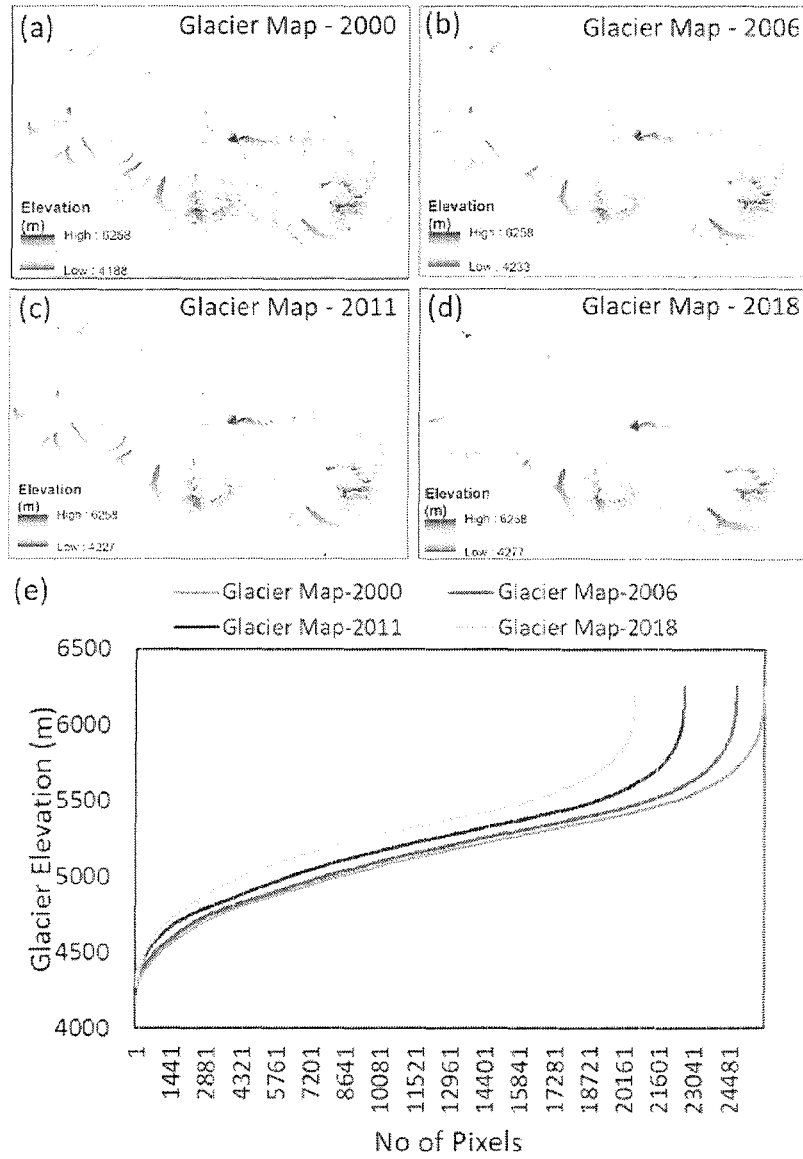 (a) Glacier Map - 2000
(b) Glacier Map - 2006
Elevation
(m)
High : 6258
Low : 4188
High : 6258
Low : 4233
(c) Glacier Map - 2011
(d) Glacier Map - 2018
Elevation
(m)
High : 6258
Low : 4227
Elevation
(m)
High : 6258
Low : 4277
(e)
Glacier Map-2000 Glacier Map-2006
Glacier Map-2011 Glacier Map-2018
Glacier Elevation (m)
6500
6000
5500
5000
4500
4000
1 1441 2881 4321 5761 7201 8641 10081 11521 12961 14401 15841 17281 18721 20161 21601 23041 24481
No of Pixels